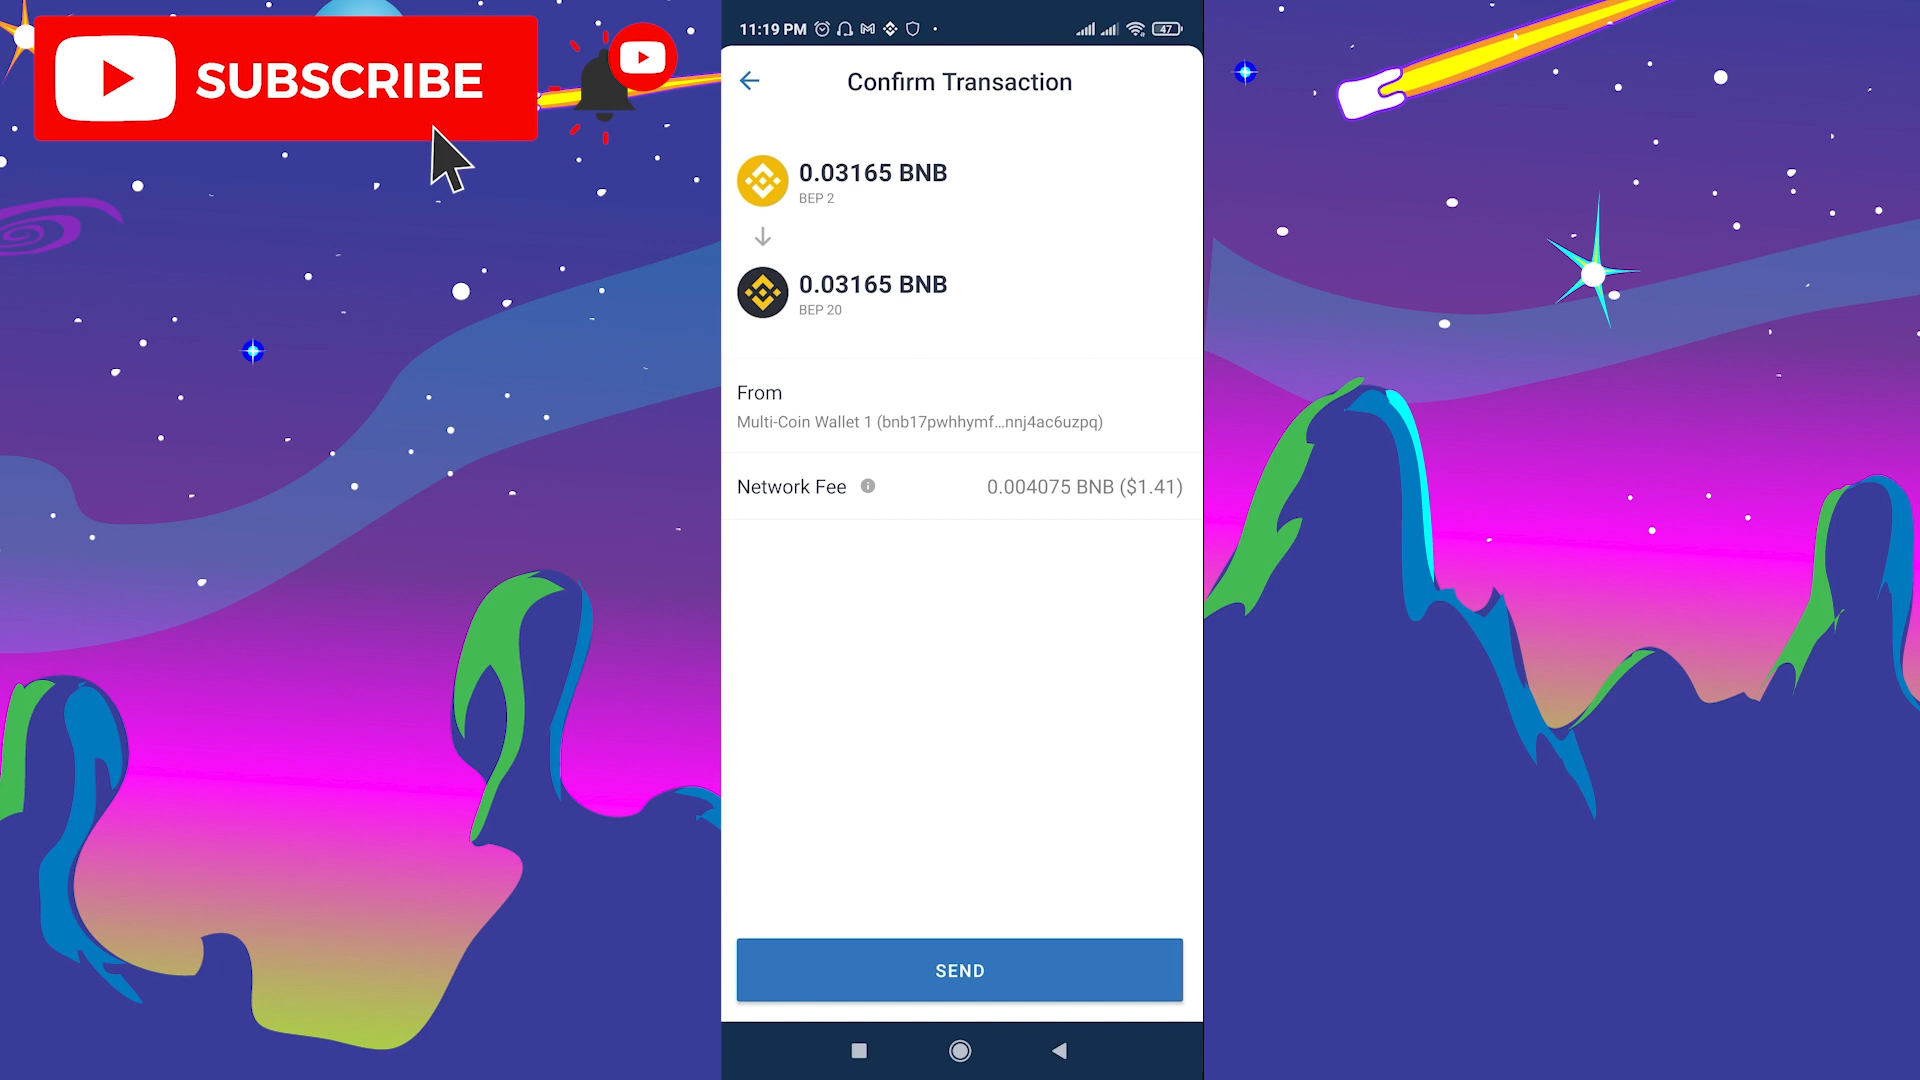 SUBSCRIBE
11:19 PM
47
Confirm Transaction
0.03165 BNB
BEP 2
0.03165 BNB
BEP 20
From
Multi-Coin Wallet 1 (bnb17pwhhymf...nnj4ac6uzpq)
Network Fee 0.004075 BNB ($1.41)
SEND